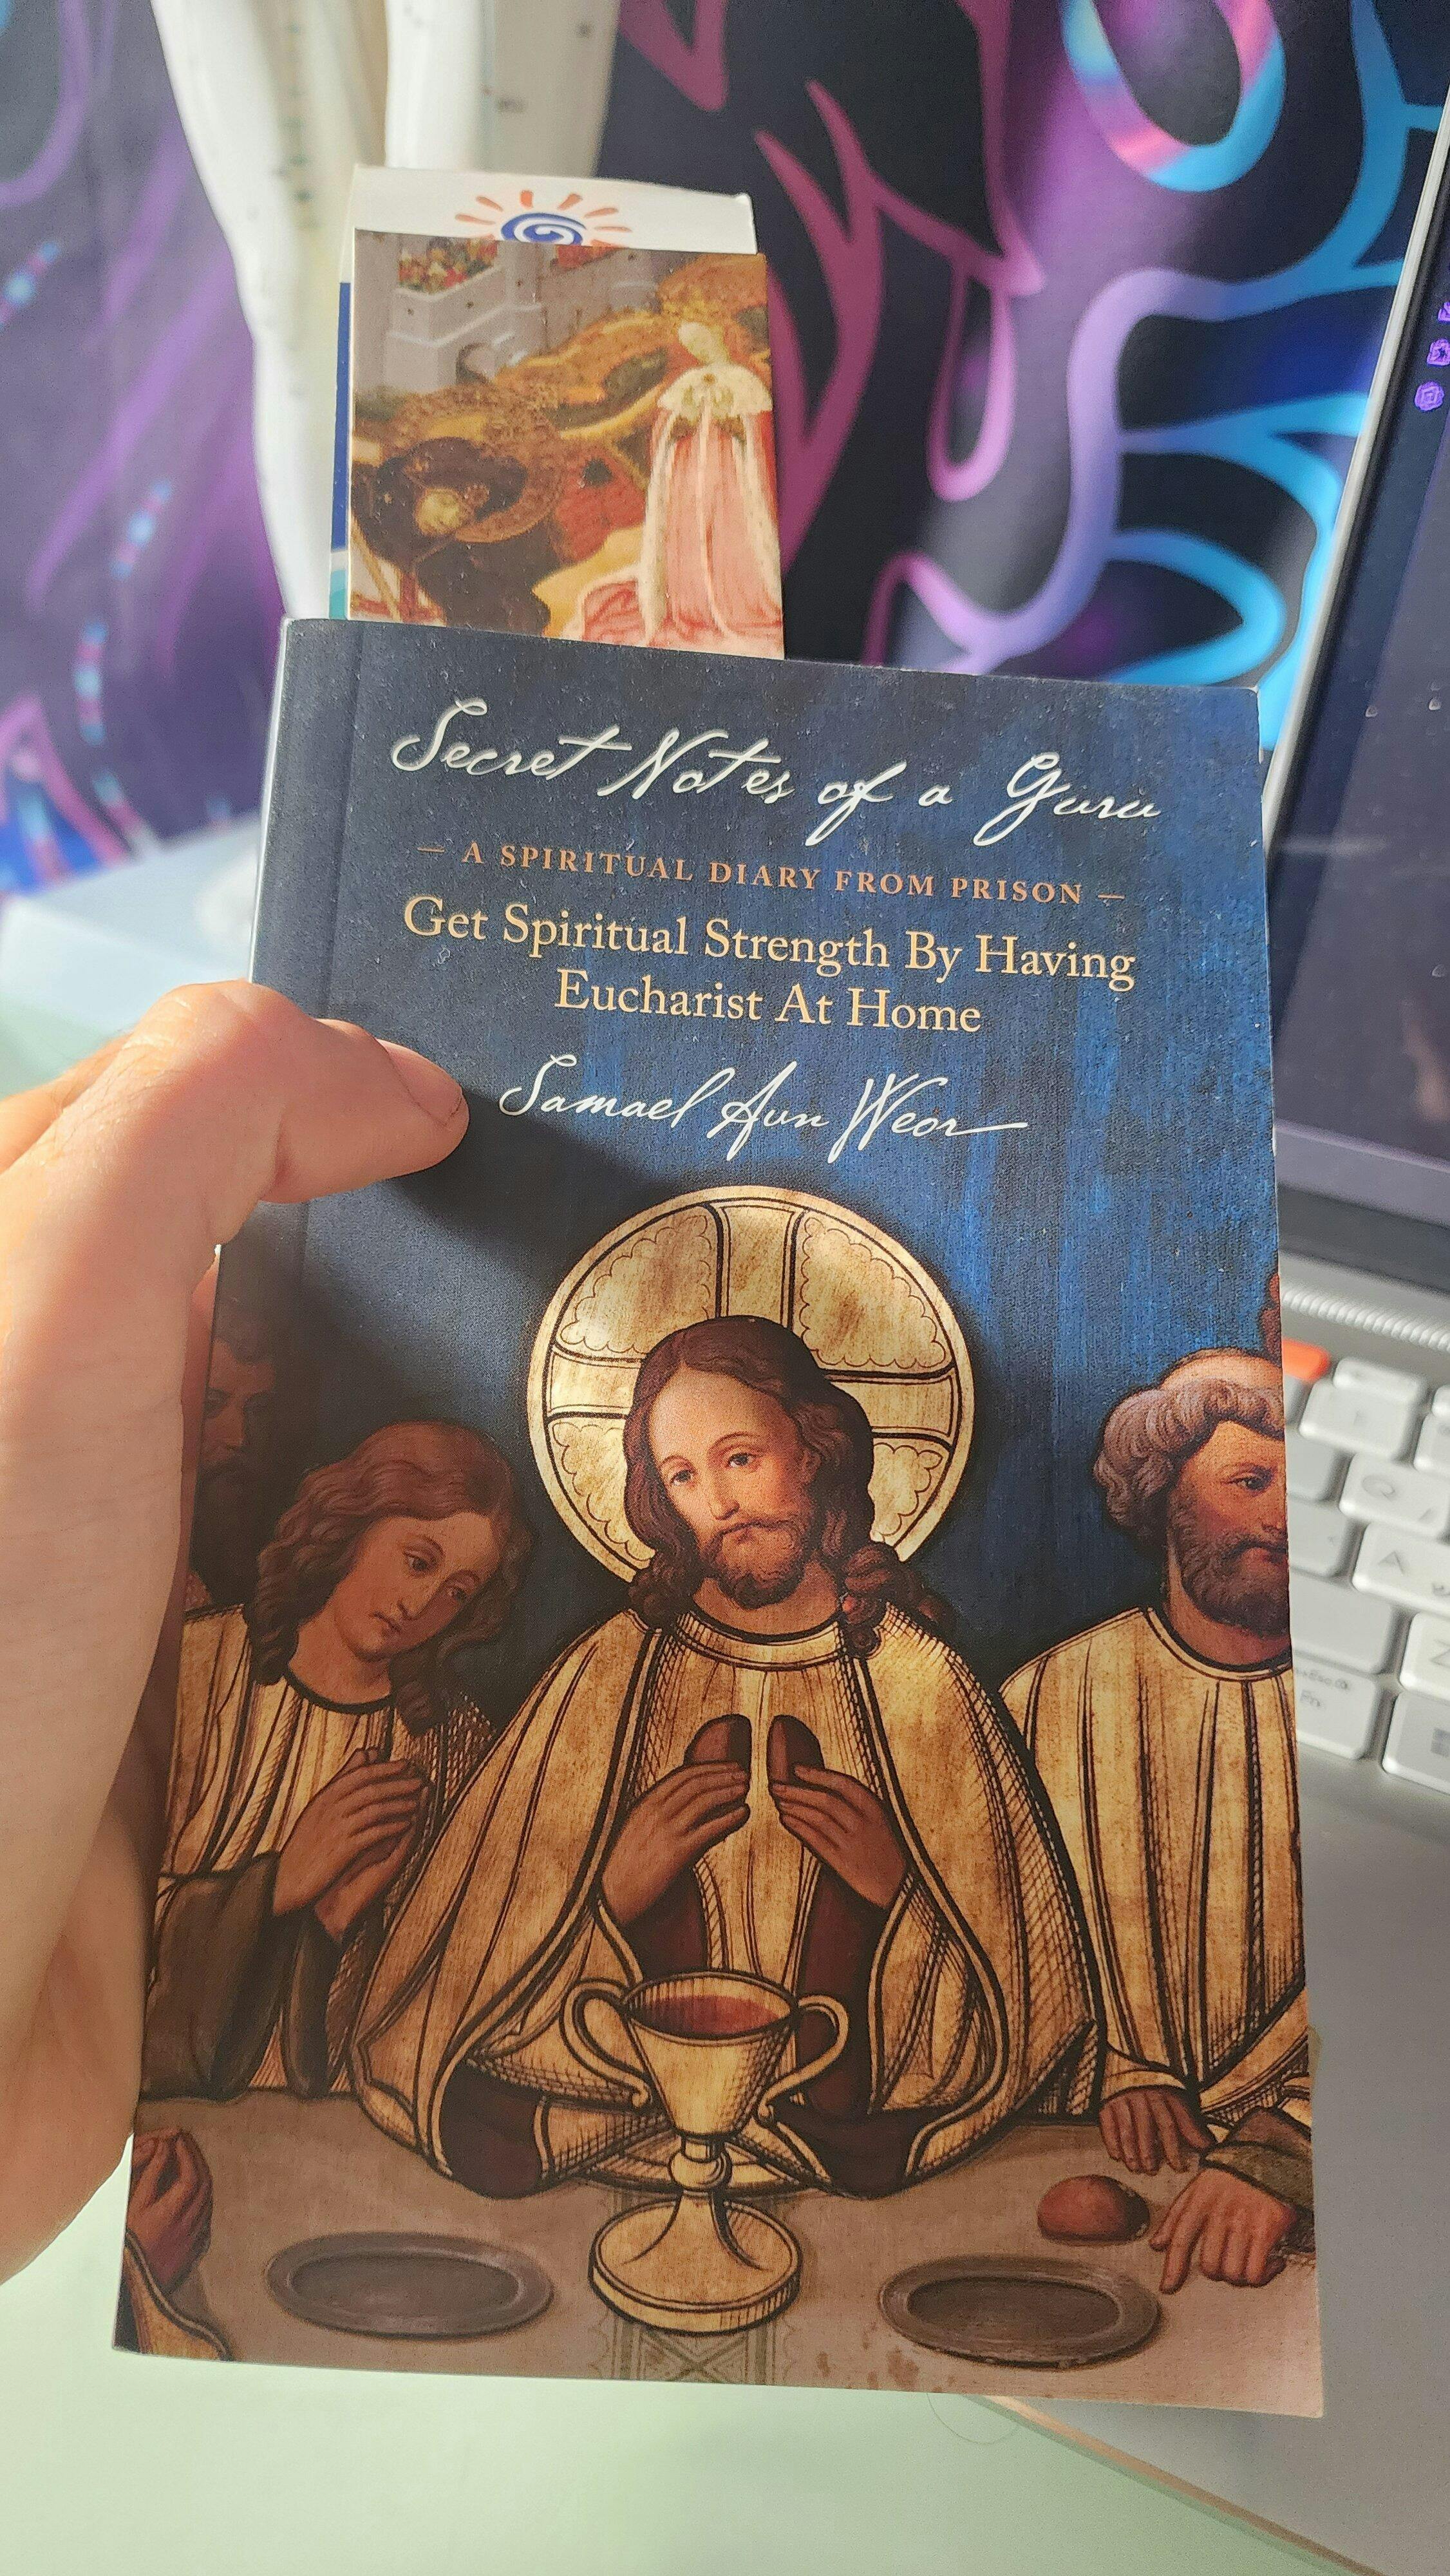 Secret Notes of a Guru
— A SPIRITUAL DIARY FROM PRISON —
Get Spiritual Strength By Having
Eucharist At Home
Samael Aun Weor
Q
A
Z
Fn